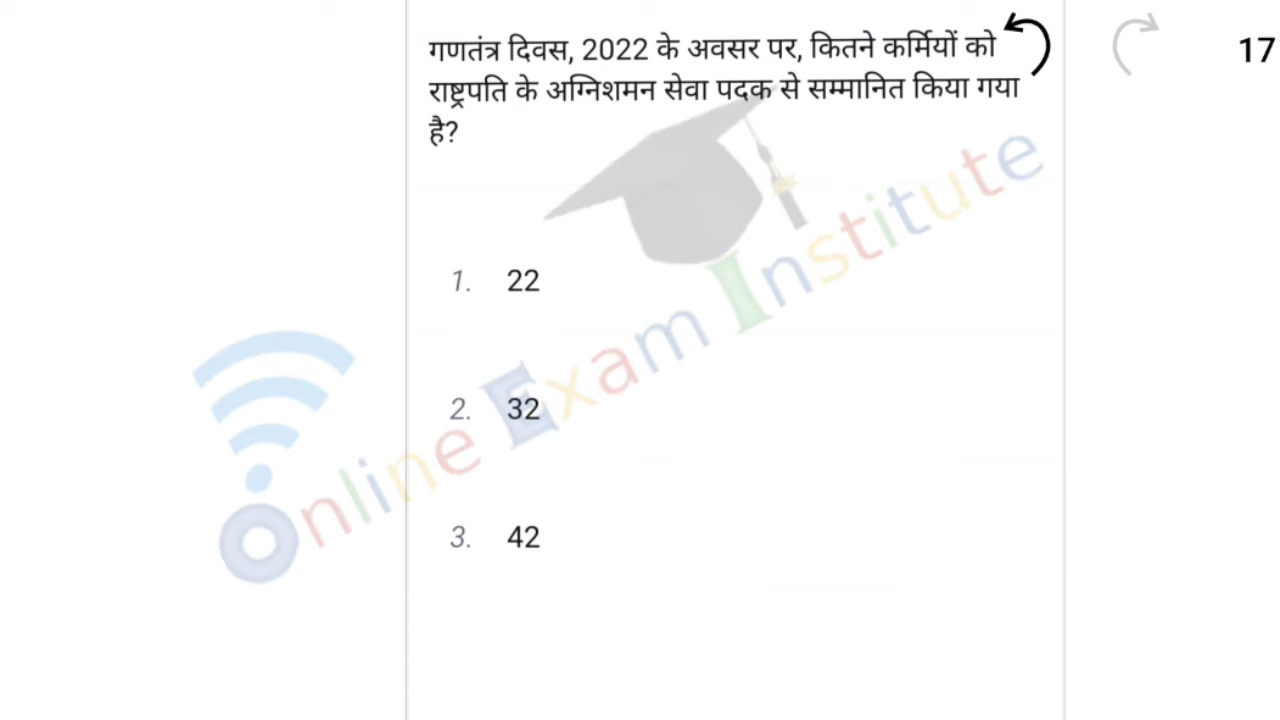 गणतंत्र दिवस, 2022 के अवसर पर, कितने कर्मियों को
राष्ट्रपति के अग्निशमन सेवा पदक से सम्मानित किया गया
है?
17
1. 22
2. 32
3. 42
Online Exam Institute